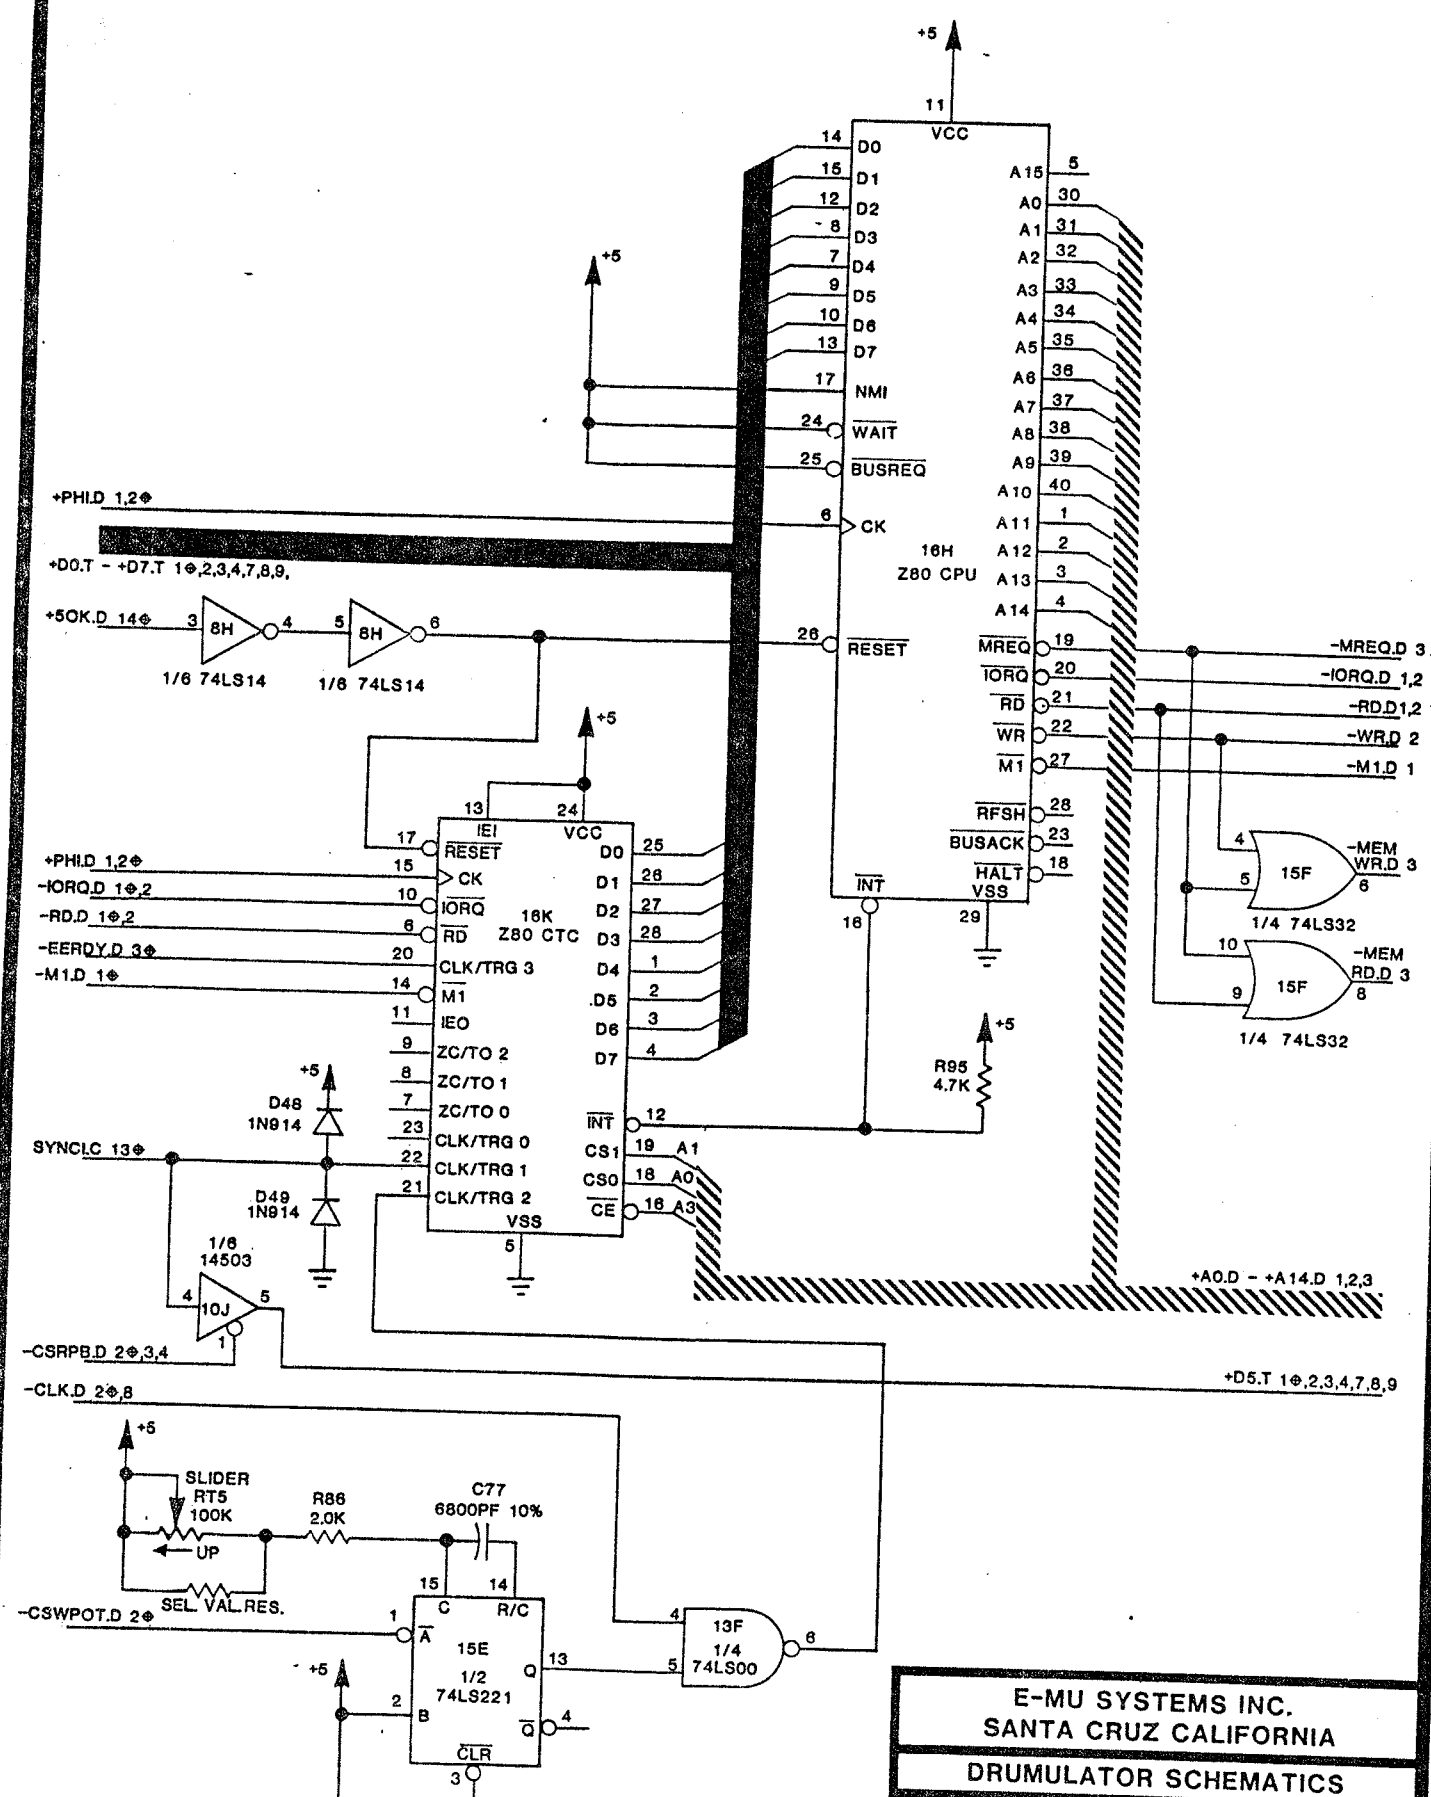 +5
11
VCC
14 D0
15 D1
12 D2
8 D3
7 D4
9 D5
10 D6
13 D7
17 NMI
24 WAIT
25 BUSREQ
6 CK
26 RESET
16H
Z80 CPU
A15 5
A0 30
A1 31
A2 32
A3 33
A4 34
A5 35
A6 36
A7 37
A8 38
A9 39
A10 40
A11 1
A12 2
A13 3
A14 4
MREQ 19
IORQ 20
RD 21
WR 22
M1 27
RFSH 28
BUSACK 23
HALT 18
INT
16
VSS
29
+5
+PHI.D 1,2⌖
+D0.T - +D7.T 1⌖,2,3,4,7,8,9,
+5OK.D 14⌖
3 8H 4
5 8H 6
1/6 74LS14
1/6 74LS14
-MREQ.D 3
-IORQ.D 1,2
-RD.D1,2
-WR.D 2
-M1.D 1
4
5
15F
6
-MEM
WR.D 3
1/4 74LS32
10
9
15F
8
-MEM
RD.D 3
1/4 74LS32
+5
13
24
IEI
VCC
17 RESET
15 CK
10 IORQ
6 RD
20 CLK/TRG 3
14 M1
11 IEO
9 ZC/TO 2
8 ZC/TO 1
7 ZC/TO 0
23 CLK/TRG 0
22 CLK/TRG 1
21 CLK/TRG 2
16K
Z80 CTC
D0 25
D1 26
D2 27
D3 28
D4 1
.D5 2
D6 3
D7 4
INT 12
CS1 19 A1
CS0 18 A0
CE 16 A3
VSS
5
+PHI.D 1,2⌖
-IORQ.D 1⌖,2
-RD.D 1⌖,2
-EERDY.D 3⌖
-M1.D 1⌖
+5
R95
4.7K
+5
D48
1N914
SYNCLC 13⌖
D49
1N914
1/6
14503
4 10J 5
1
-CSRPB.D 2⌖,3,4
-CLK.D 2⌖,8
+A0.D - +A14.D 1,2,3
+D5.T 1⌖,2,3,4,7,8,9
+5
SLIDER
RT5
100K
UP
SEL. VAL.RES.
R86
2.0K
C77
6800PF 10%
15
14
C
R/C
-CSWPOT.D 2⌖
1 A
15E
1/2
74LS221
Q 13
+5
2 B
Q 4
CLR
3
4
5
13F
1/4
74LS00
6
E-MU SYSTEMS INC.
SANTA CRUZ CALIFORNIA
DRUMULATOR SCHEMATICS